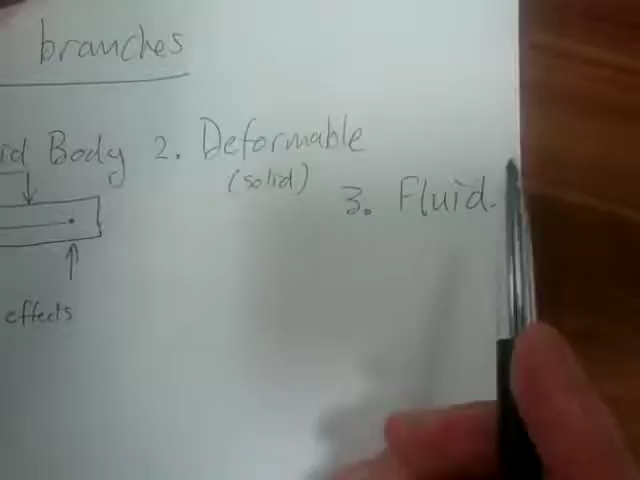 branches
Body 2. Deformable
(solid)
3. Fluid.
effects